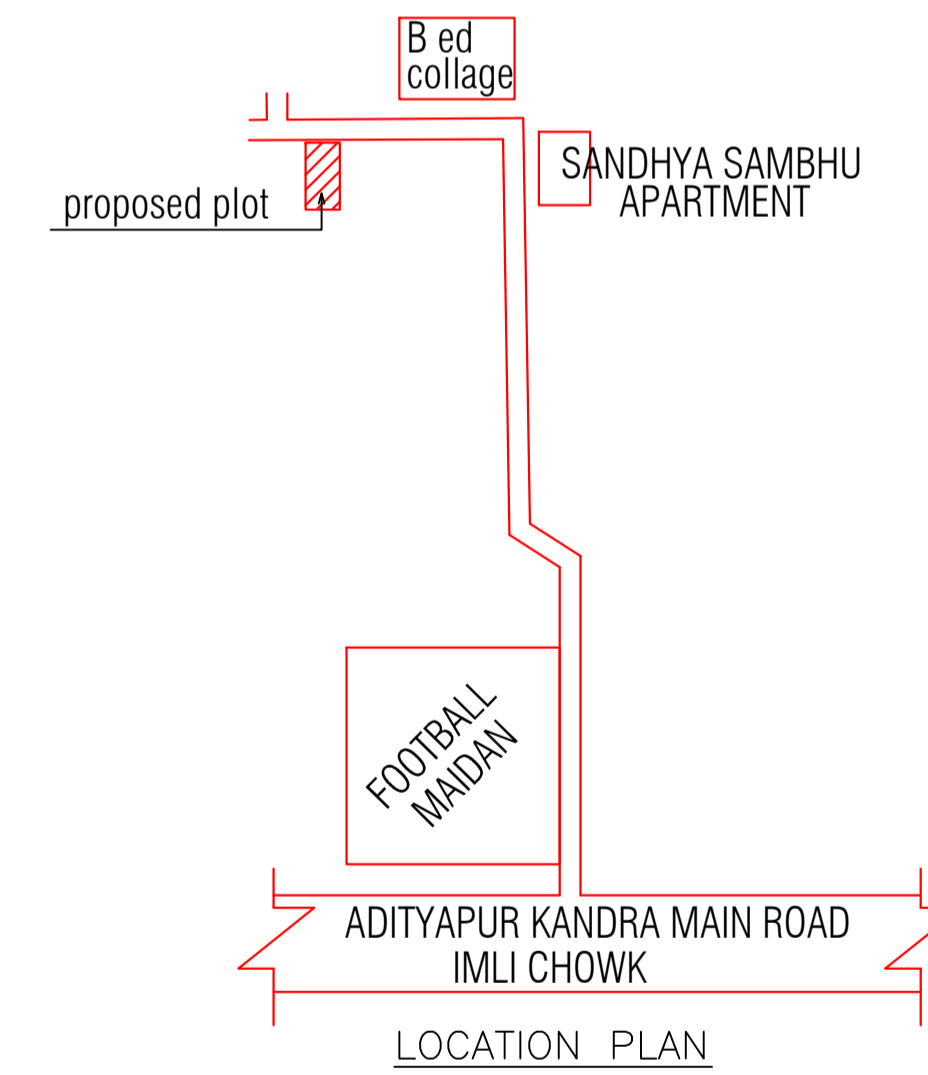 B ed
collage
SANDHYA SAMBHU
APARTMENT
proposed plot
FOOTBALL
MAIDAN
ADITYAPUR KANDRA MAIN ROAD
IMLI CHOWK
LOCATION PLAN